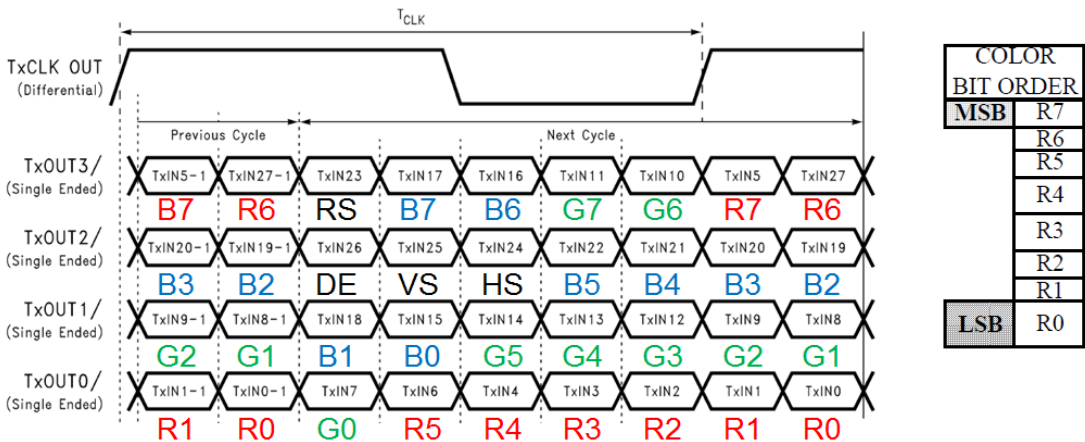 T_CLK
TxCLK OUT
(Differential)
Previous Cycle Next Cycle
TxOUT3/
(Single Ended)
TxIN5-1 TxIN27-1 TxIN23 TxIN17 TxIN16 TxIN11 TxIN10 TxIN5 TxIN27
B7 R6 RS B7 B6 G7 G6 R7 R6
TxOUT2/
(Single Ended)
TxIN20-1 TxIN19-1 TxIN26 TxIN25 TxIN24 TxIN22 TxIN21 TxIN20 TxIN19
B3 B2 DE VS HS B5 B4 B3 B2
TxOUT1/
(Single Ended)
TxIN9-1 TxIN8-1 TxIN18 TxIN15 TxIN14 TxIN13 TxIN12 TxIN9 TxIN8
G2 G1 B1 B0 G5 G4 G3 G2 G1
TxOUT0/
(Single Ended)
TxIN1-1 TxIN0-1 TxIN7 TxIN6 TxIN4 TxIN3 TxIN2 TxIN1 TxIN0
R1 R0 G0 R5 R4 R3 R2 R1 R0
COLOR
BIT ORDER
MSB R7
R6
R5
R4
R3
R2
R1
LSB R0